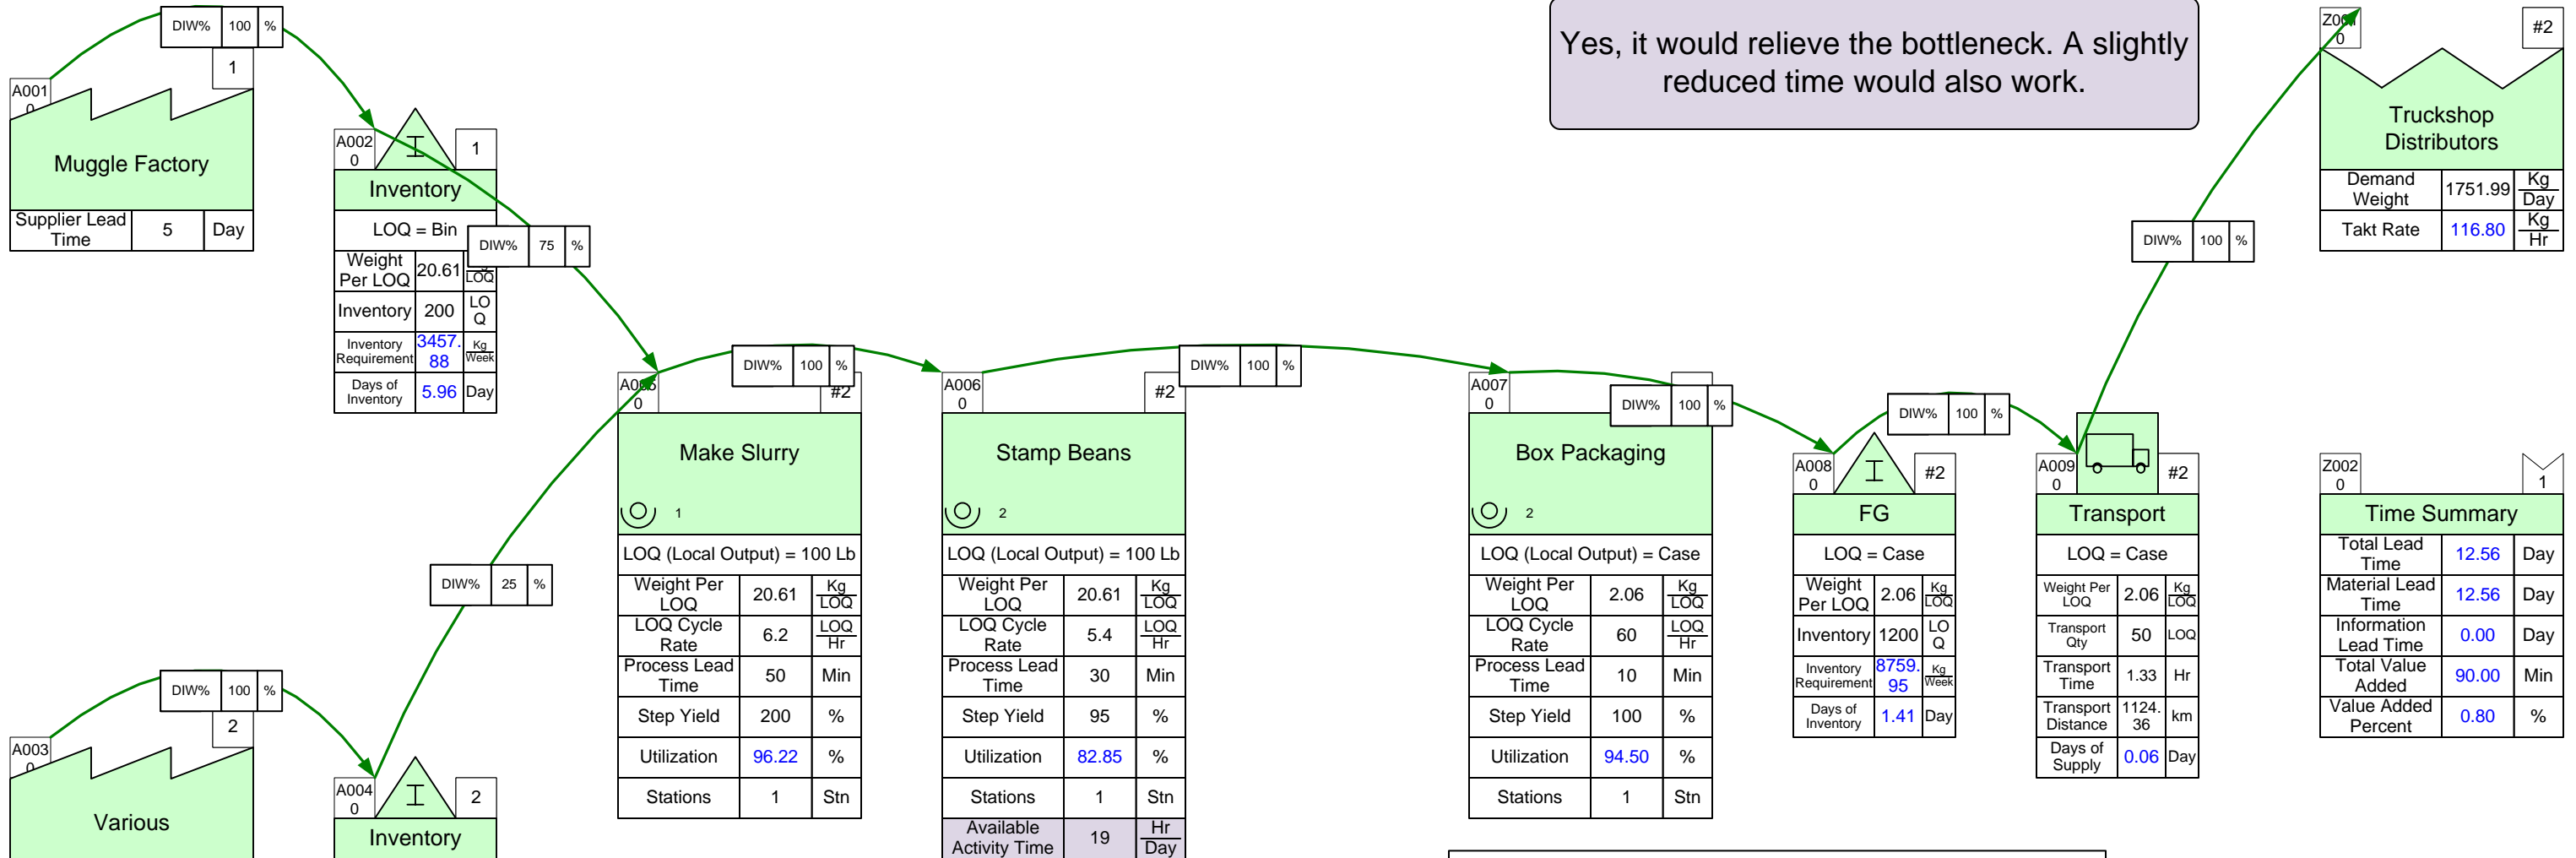 DIW% 100 %
1
A001
0
Muggle Factory
Supplier Lead
Time
5
Day
A002
0
I
1
Inventory
LOQ = Bin
Weight
Per LOQ
20.61
LOQ
Inventory
200
LO
Q
Inventory
Requirement
3457.
88
Kg
Week
Days of
Inventory
5.96
Day
DIW% 75 %
DIW% 25 %
DIW% 100 %
2
A003
0
Various
A004
0
I
2
Inventory
DIW% 100 %
0
#2
Make Slurry
1
LOQ (Local Output) = 100 Lb
Weight Per
LOQ
20.61
Kg
LOQ
LOQ Cycle
Rate
6.2
LOQ
Hr
Process Lead
Time
50
Min
Step Yield
200
%
Utilization
96.22
%
Stations
1
Stn
A006
0
#2
Stamp Beans
2
LOQ (Local Output) = 100 Lb
Weight Per
LOQ
20.61
Kg
LOQ
LOQ Cycle
Rate
5.4
LOQ
Hr
Process Lead
Time
30
Min
Step Yield
95
%
Utilization
82.85
%
Stations
1
Stn
Available
Activity Time
19
Hr
Day
DIW% 100 %
A007
0
Box Packaging
2
LOQ (Local Output) = Case
Weight Per
LOQ
2.06
Kg
LOQ
LOQ Cycle
Rate
60
LOQ
Hr
Process Lead
Time
10
Min
Step Yield
100
%
Utilization
94.50
%
Stations
1
Stn
DIW% 100 %
A008
0
I
#2
FG
LOQ = Case
Weight
Per LOQ
2.06
Kg
LOQ
Inventory
1200
LO
Q
Inventory
Requirement
8759.
95
Kg
Week
Days of
Inventory
1.41
Day
DIW% 100 %
A009
0
#2
Transport
LOQ = Case
Weight Per
LOQ
2.06
Kg
LOQ
Transport
Qty
50
LOQ
Transport
Time
1.33
Hr
Transport
Distance
1124.
36
km
Days of
Supply
0.06
Day
DIW% 100 %
Yes, it would relieve the bottleneck. A slightly
reduced time would also work.
0
#2
Truckshop
Distributors
Demand
Weight
1751.99
Kg
Day
Takt Rate
116.80
Kg
Hr
Z002
0
1
Time Summary
Total Lead
Time
12.56
Day
Material Lead
Time
12.56
Day
Information
Lead Time
0.00
Day
Total Value
Added
90.00
Min
Value Added
Percent
0.80
%